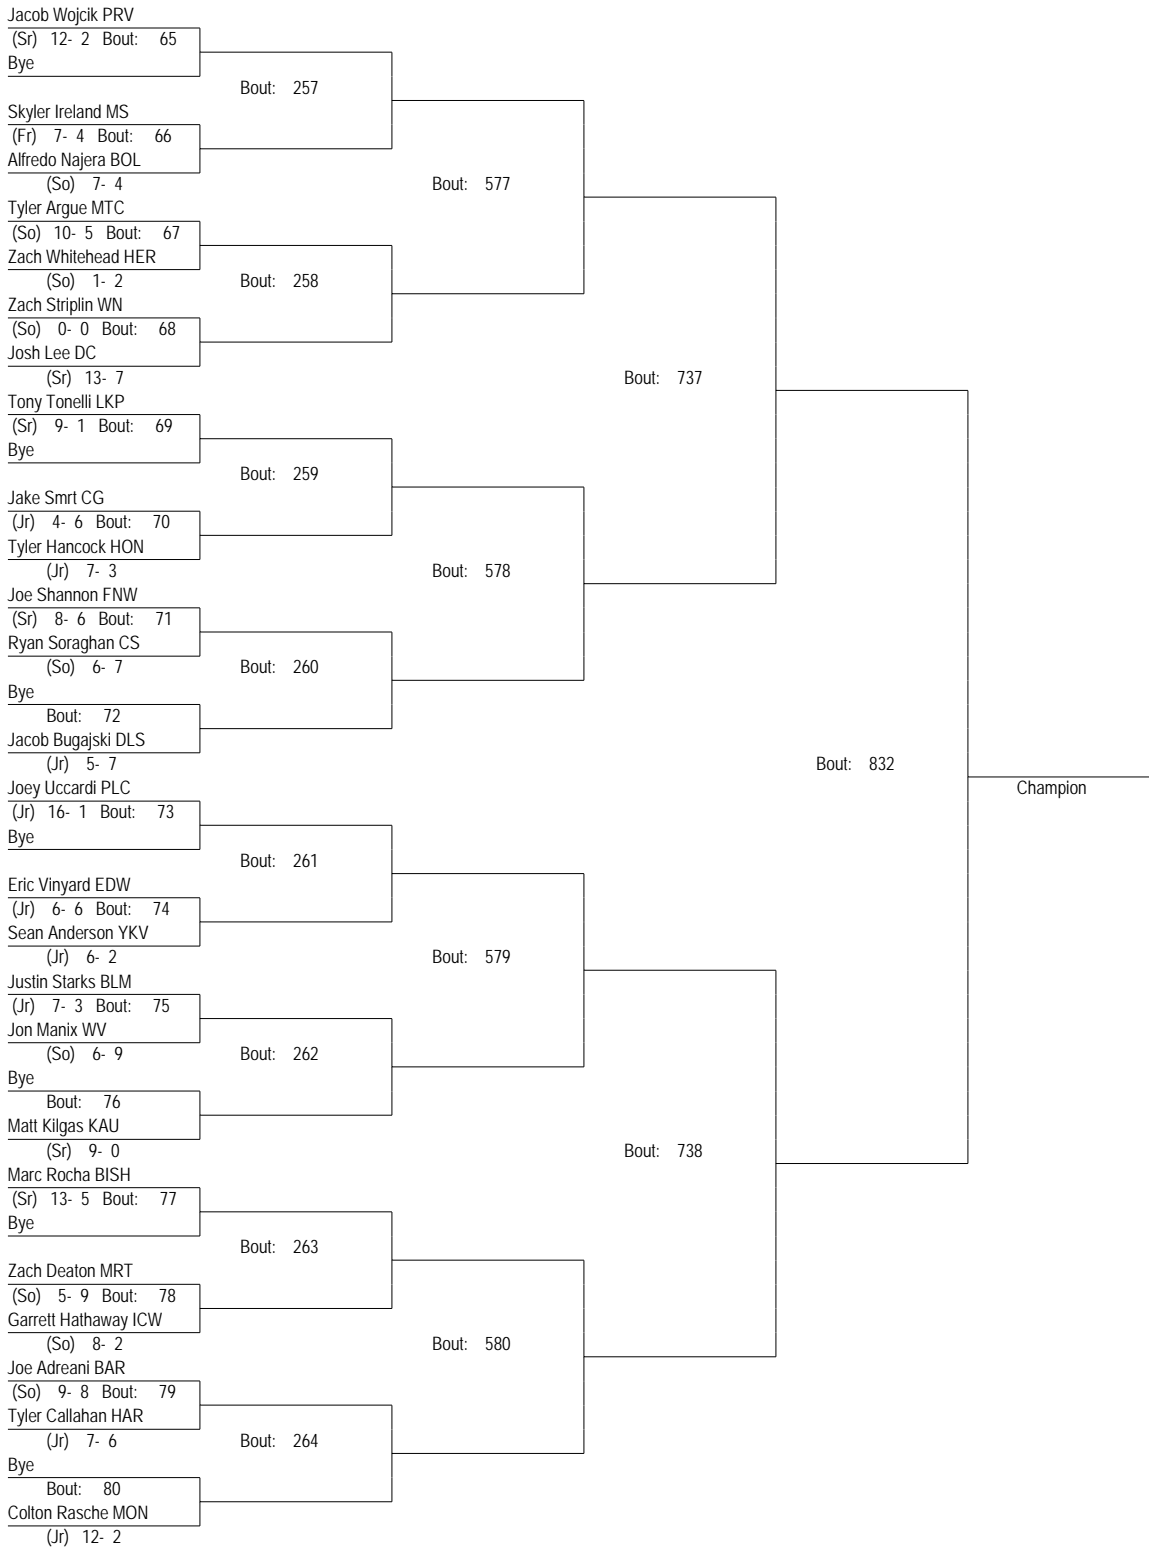 Jacob Wojcik PRV
(Sr) 12- 2 Bout: 65
Bye
Bout: 257
Skyler Ireland MS
(Fr) 7- 4 Bout: 66
Alfredo Najera BOL
(So) 7- 4
Bout: 577
Tyler Argue MTC
(So) 10- 5 Bout: 67
Zach Whitehead HER
(So) 1- 2
Bout: 258
Zach Striplin WN
(So) 0- 0 Bout: 68
Josh Lee DC
(Sr) 13- 7
Bout: 737
Tony Tonelli LKP
(Sr) 9- 1 Bout: 69
Bye
Bout: 259
Jake Smrt CG
(Jr) 4- 6 Bout: 70
Tyler Hancock HON
(Jr) 7- 3
Bout: 578
Joe Shannon FNW
(Sr) 8- 6 Bout: 71
Ryan Soraghan CS
(So) 6- 7
Bout: 260
Bye
Bout: 72
Jacob Bugajski DLS
(Jr) 5- 7
Bout: 832
Joey Uccardi PLC
Champion
(Jr) 16- 1 Bout: 73
Bye
Bout: 261
Eric Vinyard EDW
(Jr) 6- 6 Bout: 74
Sean Anderson YKV
(Jr) 6- 2
Bout: 579
Justin Starks BLM
(Jr) 7- 3 Bout: 75
Jon Manix WV
(So) 6- 9
Bout: 262
Bye
Bout: 76
Matt Kilgas KAU
(Sr) 9- 0
Bout: 738
Marc Rocha BISH
(Sr) 13- 5 Bout: 77
Bye
Bout: 263
Zach Deaton MRT
(So) 5- 9 Bout: 78
Garrett Hathaway ICW
(So) 8- 2
Bout: 580
Joe Adreani BAR
(So) 9- 8 Bout: 79
Tyler Callahan HAR
(Jr) 7- 6
Bout: 264
Bye
Bout: 80
Colton Rasche MON
(Jr) 12- 2